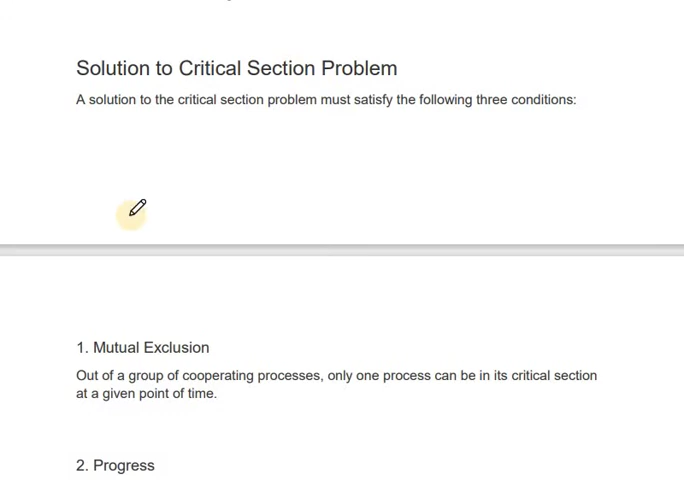 Solution to Critical Section Problem
A solution to the critical section problem must satisfy the following three conditions:
1. Mutual Exclusion
Out of a group of cooperating processes, only one process can be in its critical section
at a given point of time.
2. Progress